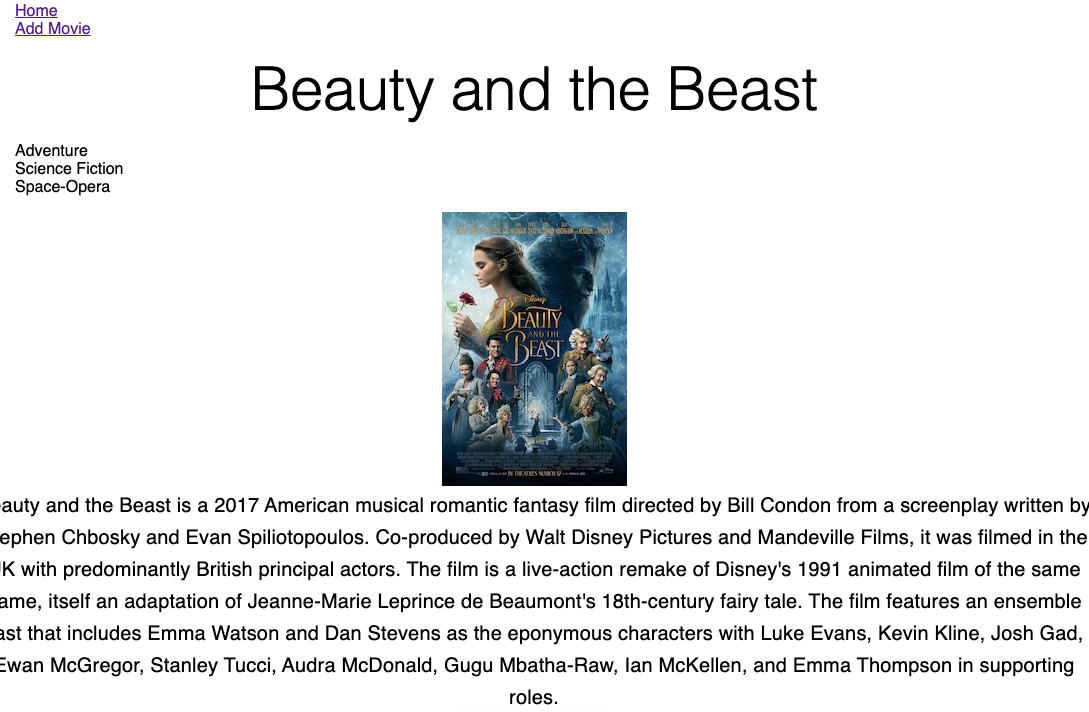 Home
Add Movie
Beauty and the Beast
Adventure
Science Fiction
Space-Opera
Disney
BEAUTY
AND THE
BEAST
IN THEATRES MARCH 17
eauty and the Beast is a 2017 American musical romantic fantasy film directed by Bill Condon from a screenplay written by
ephen Chbosky and Evan Spiliotopoulos. Co-produced by Walt Disney Pictures and Mandeville Films, it was filmed in the
UK with predominantly British principal actors. The film is a live-action remake of Disney's 1991 animated film of the same
ame, itself an adaptation of Jeanne-Marie Leprince de Beaumont's 18th-century fairy tale. The film features an ensemble
ast that includes Emma Watson and Dan Stevens as the eponymous characters with Luke Evans, Kevin Kline, Josh Gad,
Ewan McGregor, Stanley Tucci, Audra McDonald, Gugu Mbatha-Raw, Ian McKellen, and Emma Thompson in supporting
roles.